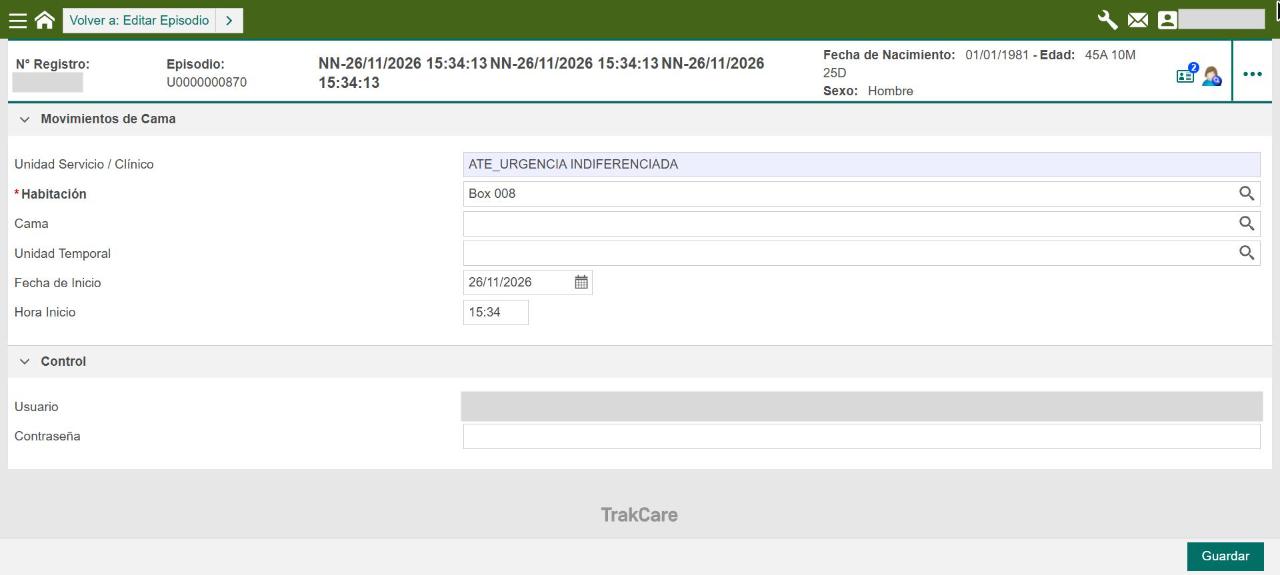 Volver a: Editar Episodio
N° Registro:
Episodio:
U0000000870
NN-26/11/2026 15:34:13 NN-26/11/2026 15:34:13 NN-26/11/2026
15:34:13
Fecha de Nacimiento: 01/01/1981 - Edad: 45A 10M
25D
Sexo: Hombre
2
Movimientos de Cama
Unidad Servicio / Clínico
ATE_URGENCIA INDIFERENCIADA
*Habitación
Box 008
Cama
Unidad Temporal
Fecha de Inicio
26/11/2026
Hora Inicio
15:34
Control
Usuario
Contraseña
TrakCare
Guardar